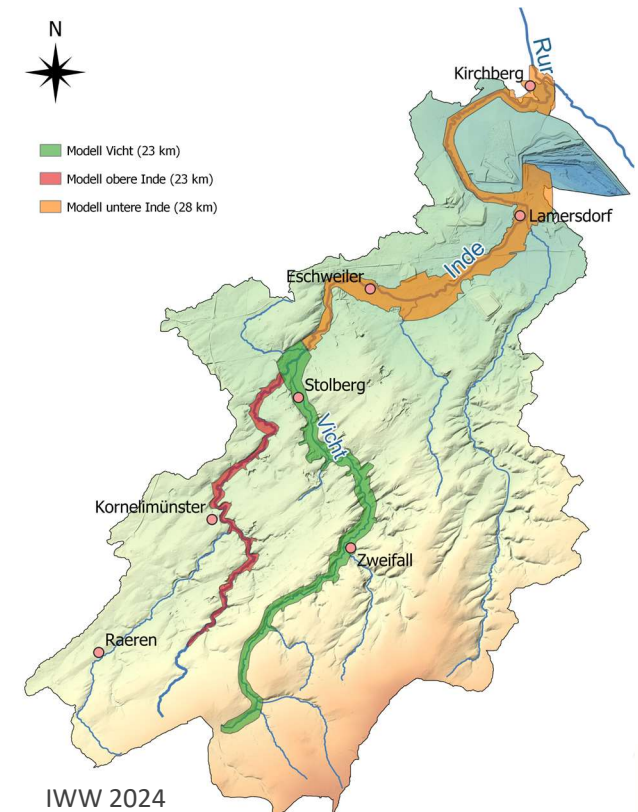 N
Rur
Kirchberg
Modell Vicht (23 km)
Modell obere Inde (23 km)
Modell untere Inde (28 km)
Lamersdorf
Inde
Eschweiler
Stolberg
Vicht
Kornelimünster
Zweifall
Raeren
IWW 2024